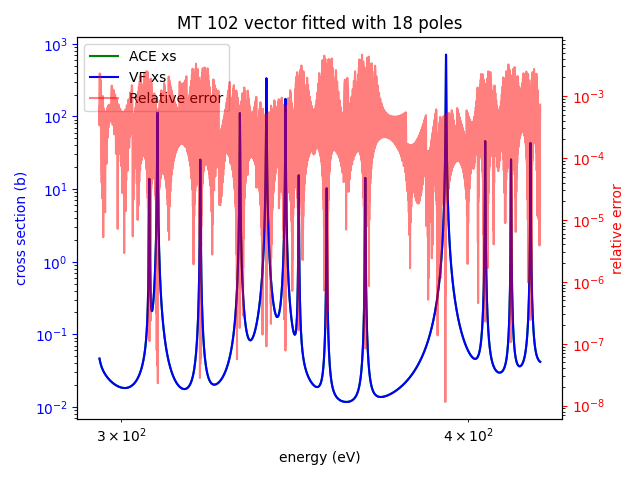 MT 102 vector fitted with 18 poles
ACE xs
VF xs
Relative error
10³
10²
10¹
10⁰
10⁻¹
10⁻²
cross section (b)
10⁻³
10⁻⁴
10⁻⁵
10⁻⁶
10⁻⁷
10⁻⁸
relative error
3 × 10²
4 × 10²
energy (eV)